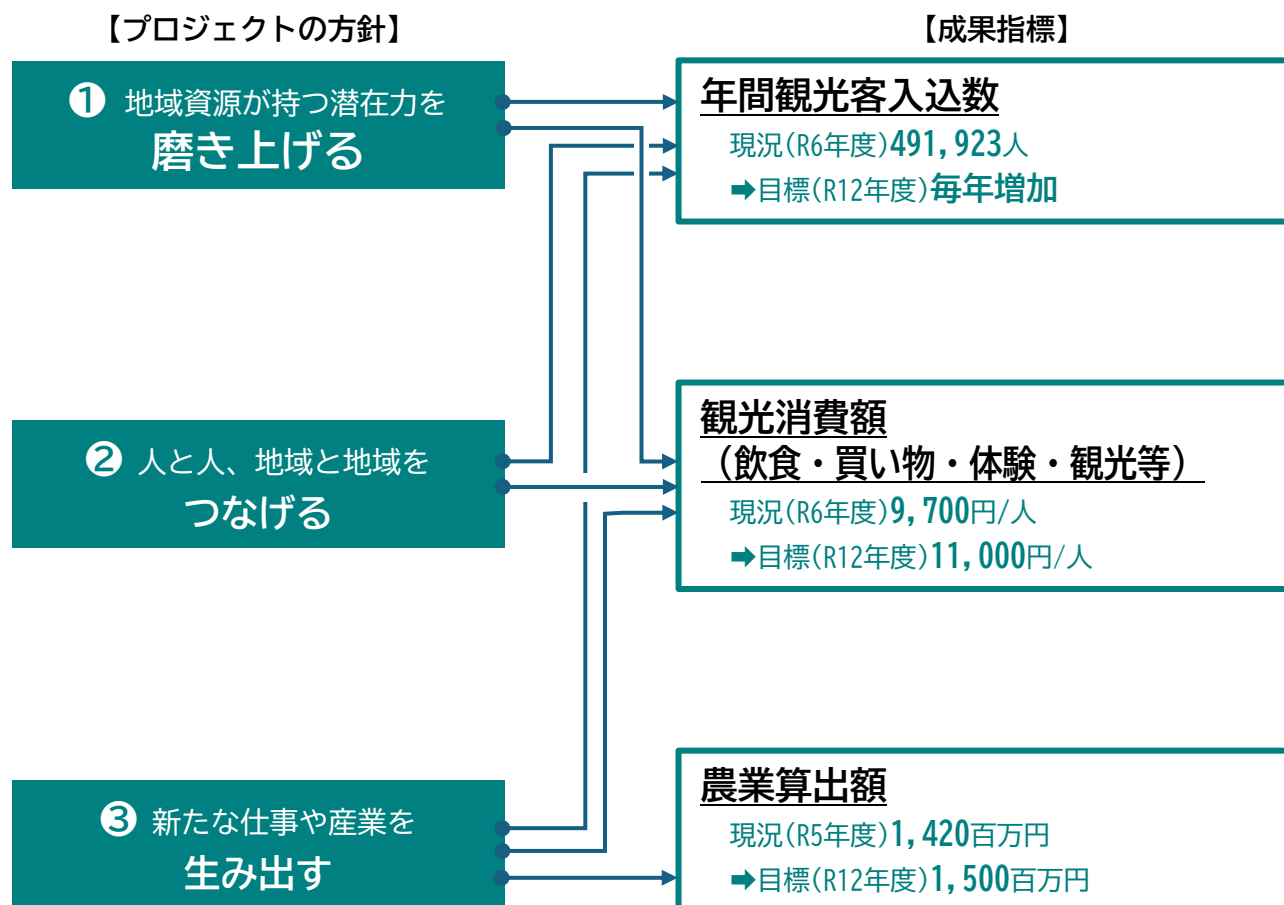 【プロジェクトの方針】
【成果指標】
❶ 地域資源が持つ潜在力を
磨き上げる
年間観光客入込数
現況(R6年度)491,923人
➡目標(R12年度)毎年増加
❷ 人と人、地域と地域を
つなげる
観光消費額
（飲食・買い物・体験・観光等）
現況(R6年度)9,700円/人
➡目標(R12年度)11,000円/人
❸ 新たな仕事や産業を
生み出す
農業算出額
現況(R5年度)1,420百万円
➡目標(R12年度)1,500百万円